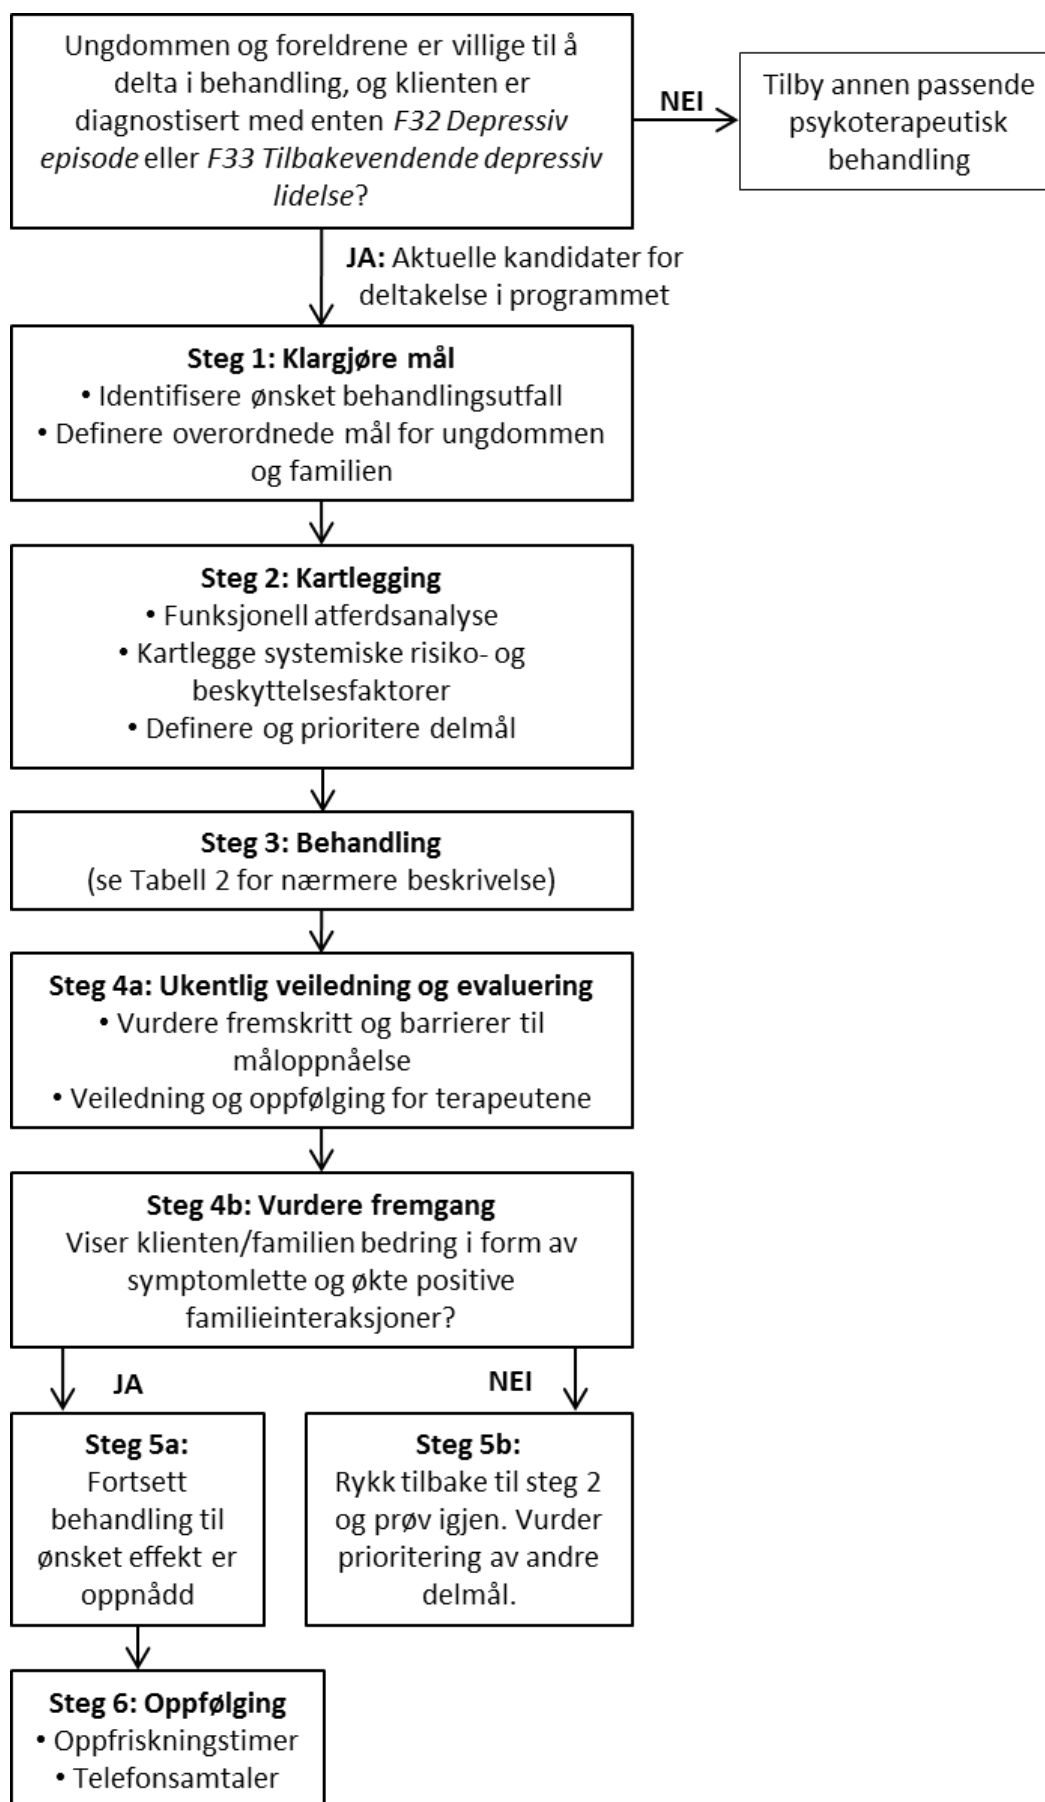 Ungdommen og foreldrene er villige til å
delta i behandling, og klienten er
diagnostisert med enten F32 Depressiv
episode eller F33 Tilbakevendende depressiv
lidelse?
NEI
Tilby annen passende
psykoterapeutisk
behandling
JA: Aktuelle kandidater for
deltakelse i programmet
Steg 1: Klargjøre mål
• Identifisere ønsket behandlingsutfall
• Definere overordnede mål for ungdommen
og familien
Steg 2: Kartlegging
• Funksjonell atferdsanalyse
• Kartlegge systemiske risiko- og
beskyttelsesfaktorer
• Definere og prioritere delmål
Steg 3: Behandling
(se Tabell 2 for nærmere beskrivelse)
Steg 4a: Ukentlig veiledning og evaluering
• Vurdere fremskritt og barrierer til
måloppnåelse
• Veiledning og oppfølging for terapeutene
Steg 4b: Vurdere fremgang
Viser klienten/familien bedring i form av
symptomlette og økte positive
familieinteraksjoner?
JA
NEI
Steg 5a:
Fortsett
behandling til
ønsket effekt er
oppnådd
Steg 5b:
Rykk tilbake til steg 2
og prøv igjen. Vurder
prioritering av andre
delmål.
Steg 6: Oppfølging
• Oppfriskningstimer
• Telefonsamtaler